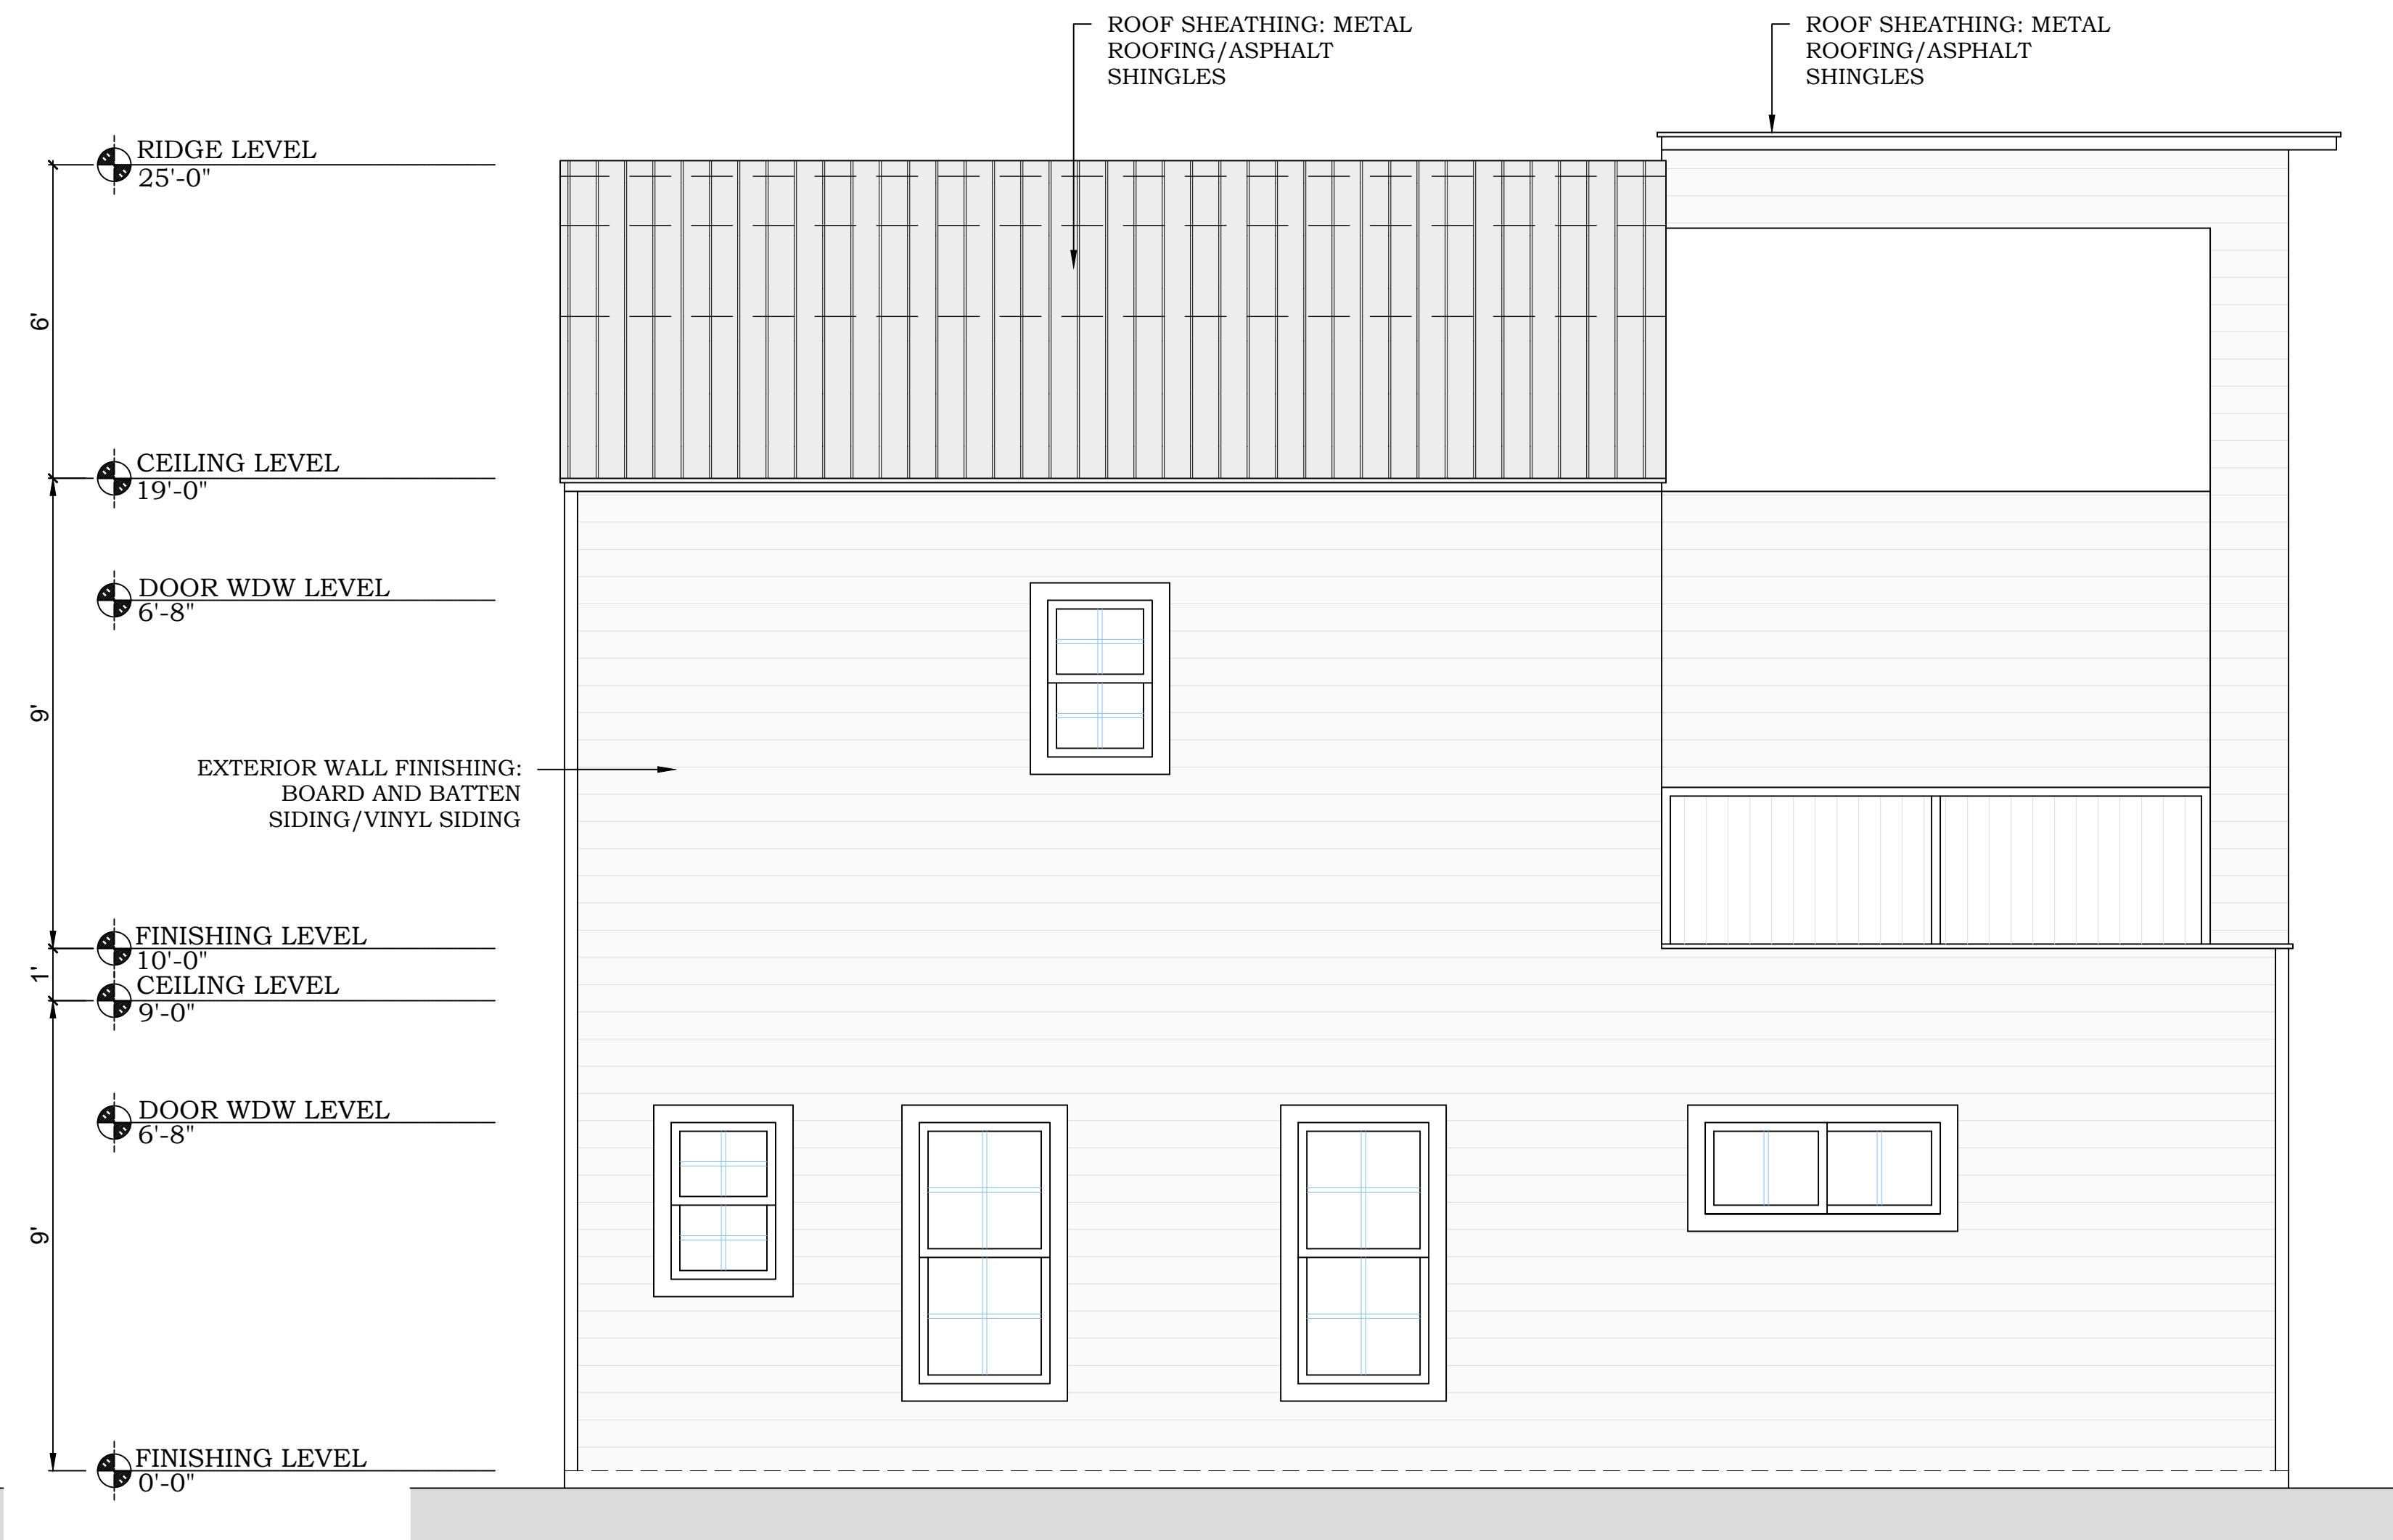 ROOF SHEATHING: METAL
ROOFING/ASPHALT
SHINGLES
ROOF SHEATHING: METAL
ROOFING/ASPHALT
SHINGLES
RIDGE LEVEL
25'-0"
6'
CEILING LEVEL
19'-0"
DOOR WDW LEVEL
6'-8"
9'
EXTERIOR WALL FINISHING:
BOARD AND BATTEN
SIDING/VINYL SIDING
FINISHING LEVEL
10'-0"
1'
CEILING LEVEL
9'-0"
DOOR WDW LEVEL
6'-8"
9'
FINISHING LEVEL
0'-0"